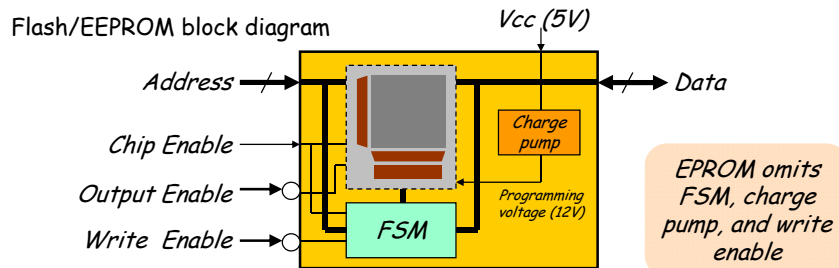 Flash/EEPROM block diagram
Vcc (5V)
Address
Data
Charge
pump
Chip Enable
Output Enable
Programming
voltage (12V)
Write Enable
FSM
EPROM omits
FSM, charge
pump, and write
enable